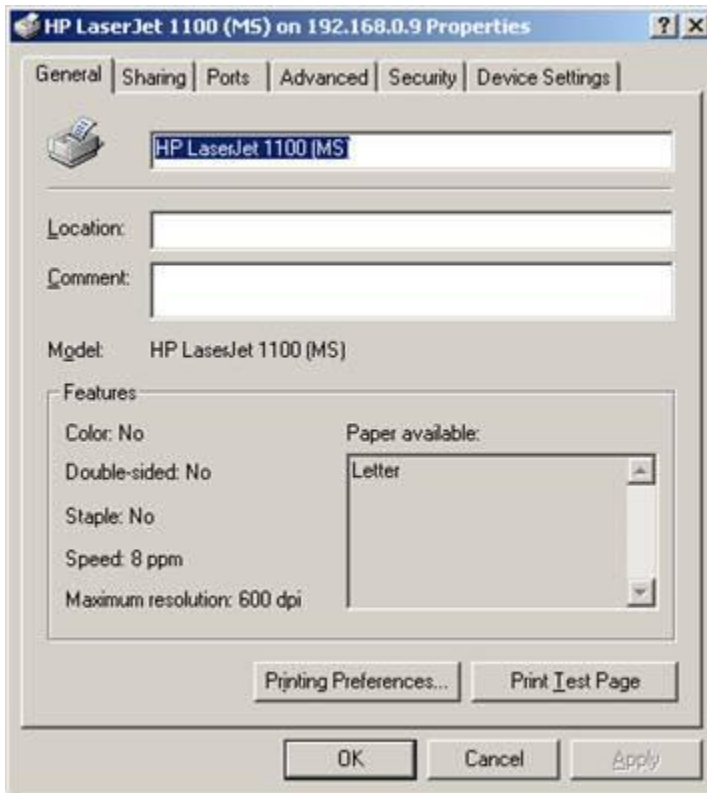 HP LaserJet 1100 (MS) on 192.168.0.9 Properties ? X
General Sharing Ports Advanced Security Device Settings
HP LaserJet 1100 (MS)
Location:
Comment:
Model: HP LaserJet 1100 (MS)
Features
Color: No Paper available:
Double-sided: No Letter
Staple: No
Speed: 8 ppm
Maximum resolution: 600 dpi
Printing Preferences... Print Test Page
OK Cancel Apply